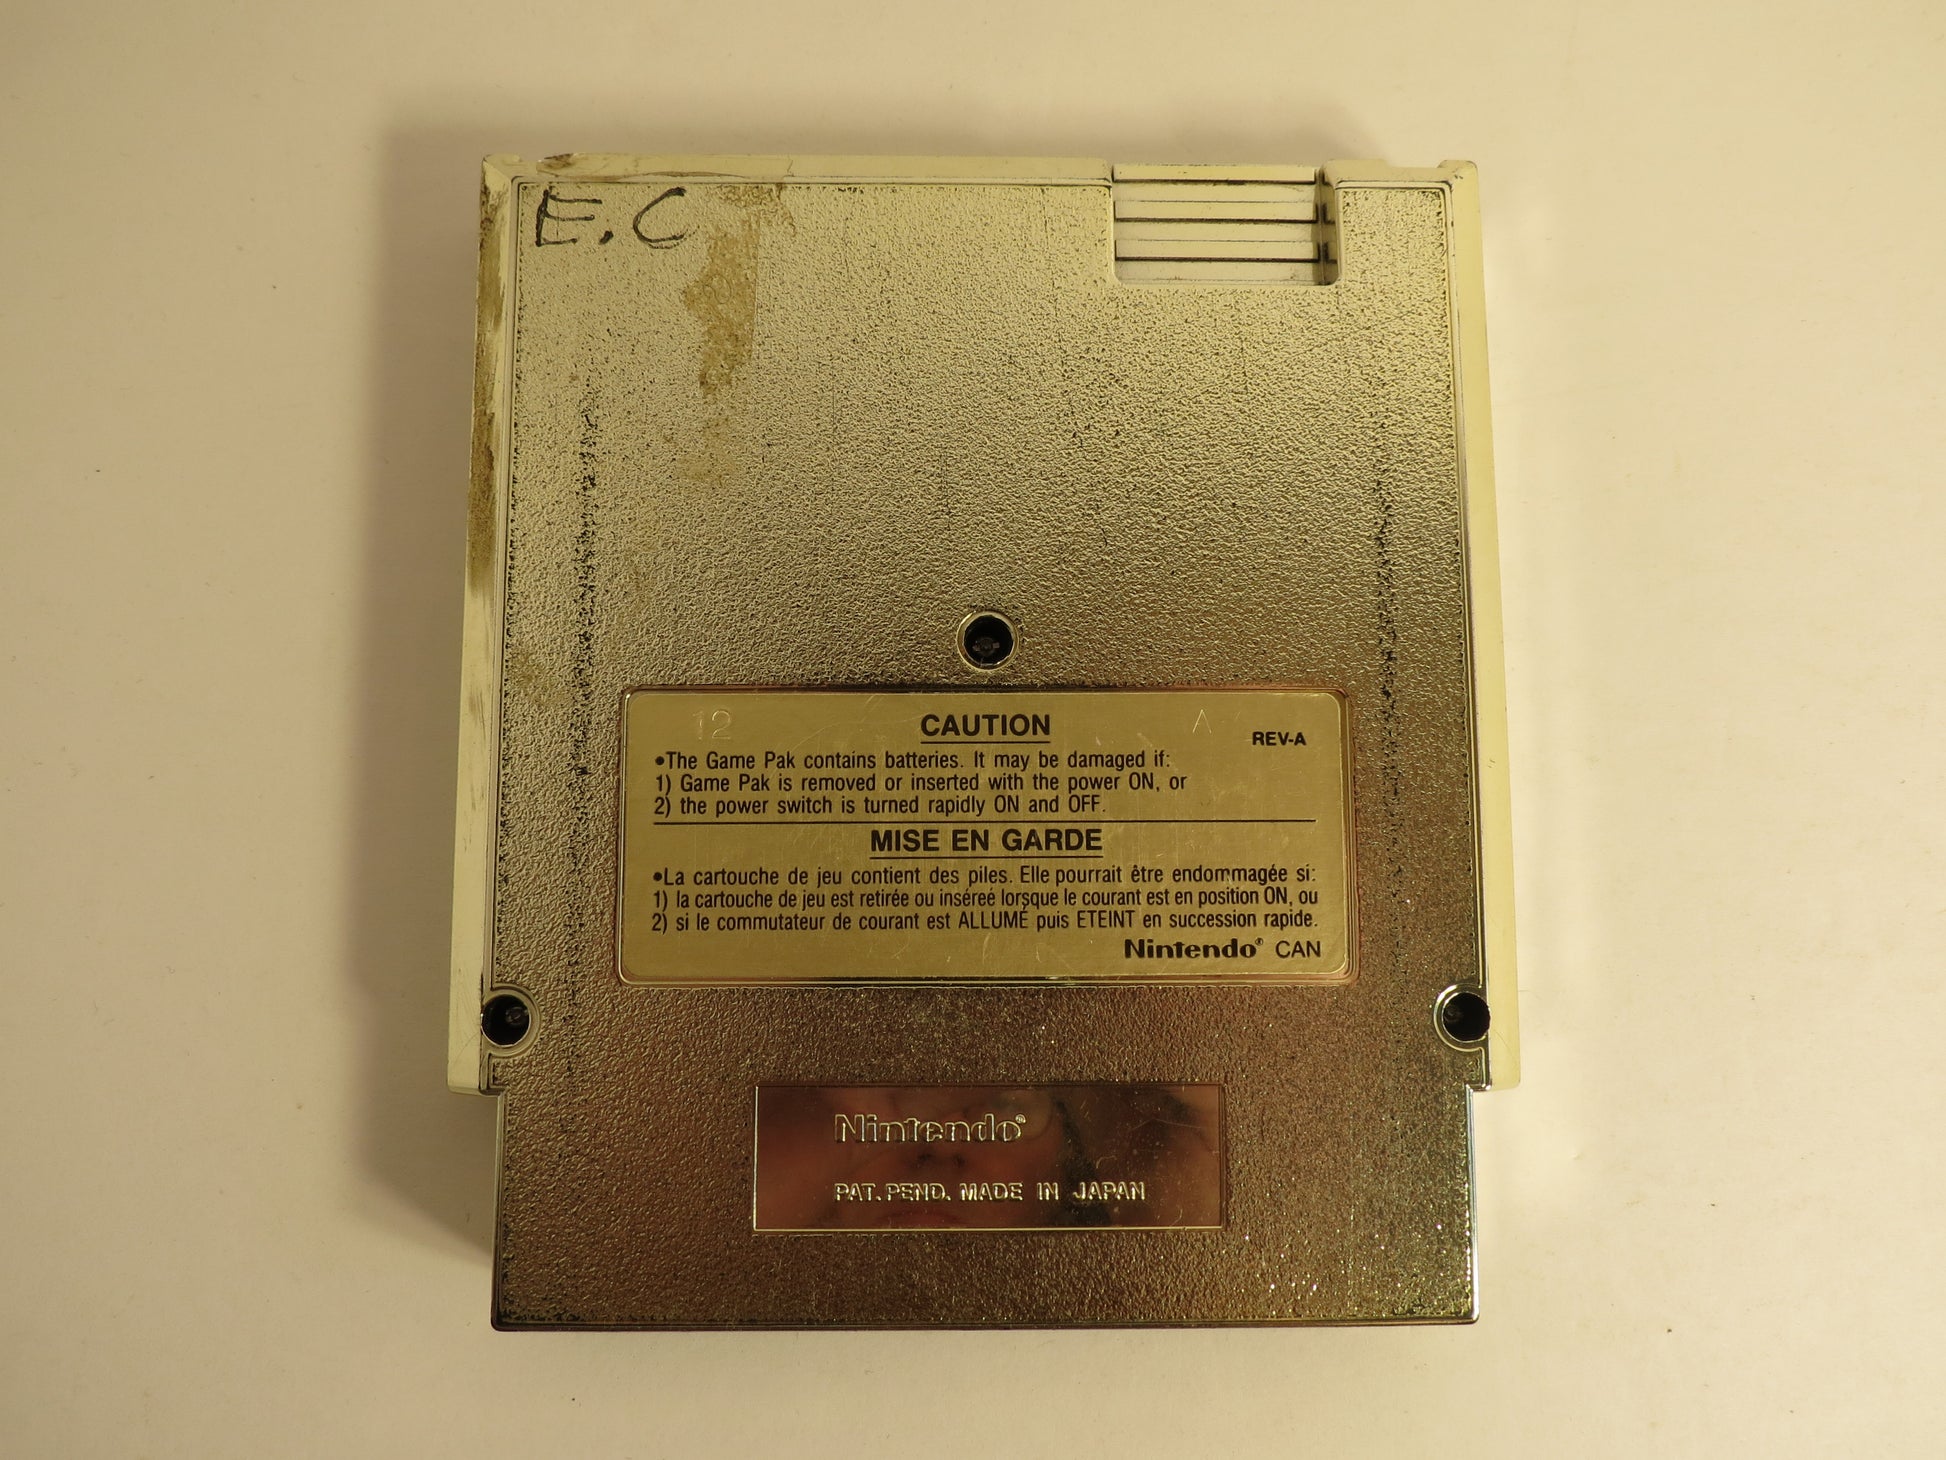 E.C
12 CAUTION A REV-A
•The Game Pak contains batteries. It may be damaged if:
1) Game Pak is removed or inserted with the power ON, or
2) the power switch is turned rapidly ON and OFF.
MISE EN GARDE
•La cartouche de jeu contient des piles. Elle pourrait être endommagée si:
1) la cartouche de jeu est retirée ou inséreé lorsque le courant est en position ON, ou
2) si le commutateur de courant est ALLUMÉ puis ETEINT en succession rapide.
Nintendo® CAN
Nintendo®
PAT. PEND. MADE IN JAPAN